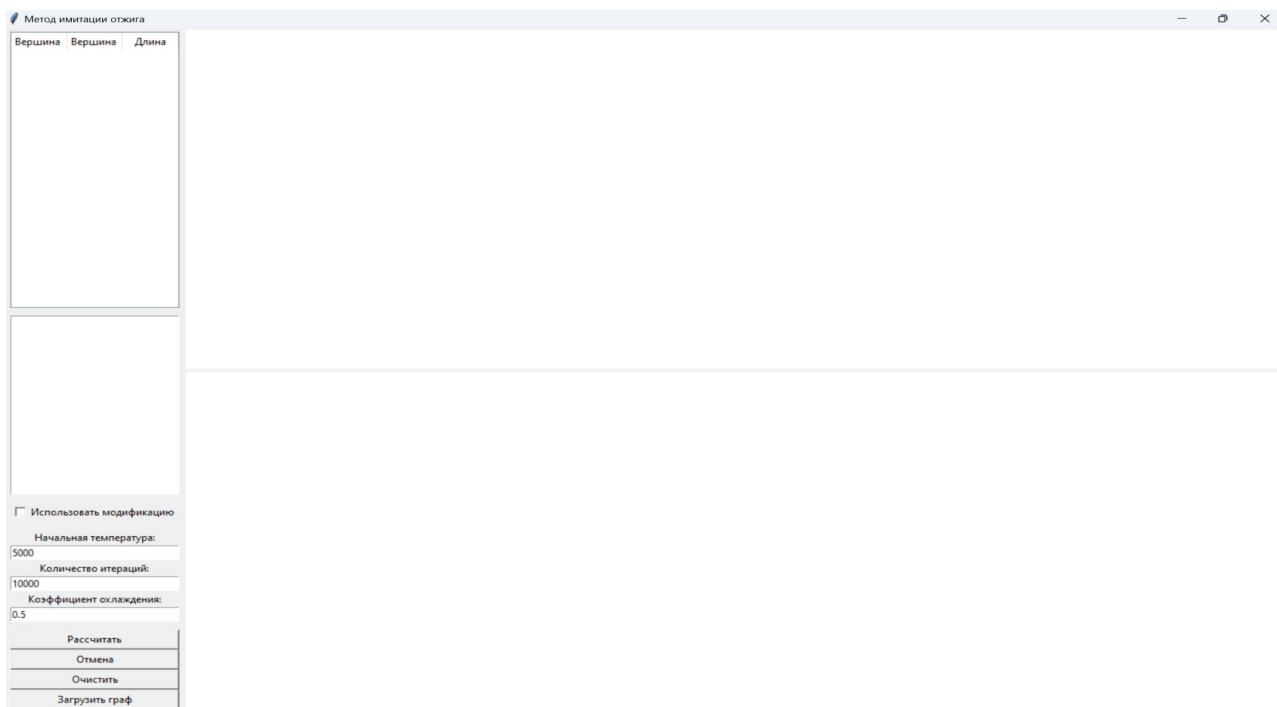 Метод имитации отжига
Вершина Вершина Длина
Использовать модификацию
Начальная температура:
5000
Количество итераций:
10000
Коэффициент охлаждения:
0.5
Рассчитать
Отмена
Очистить
Загрузить граф